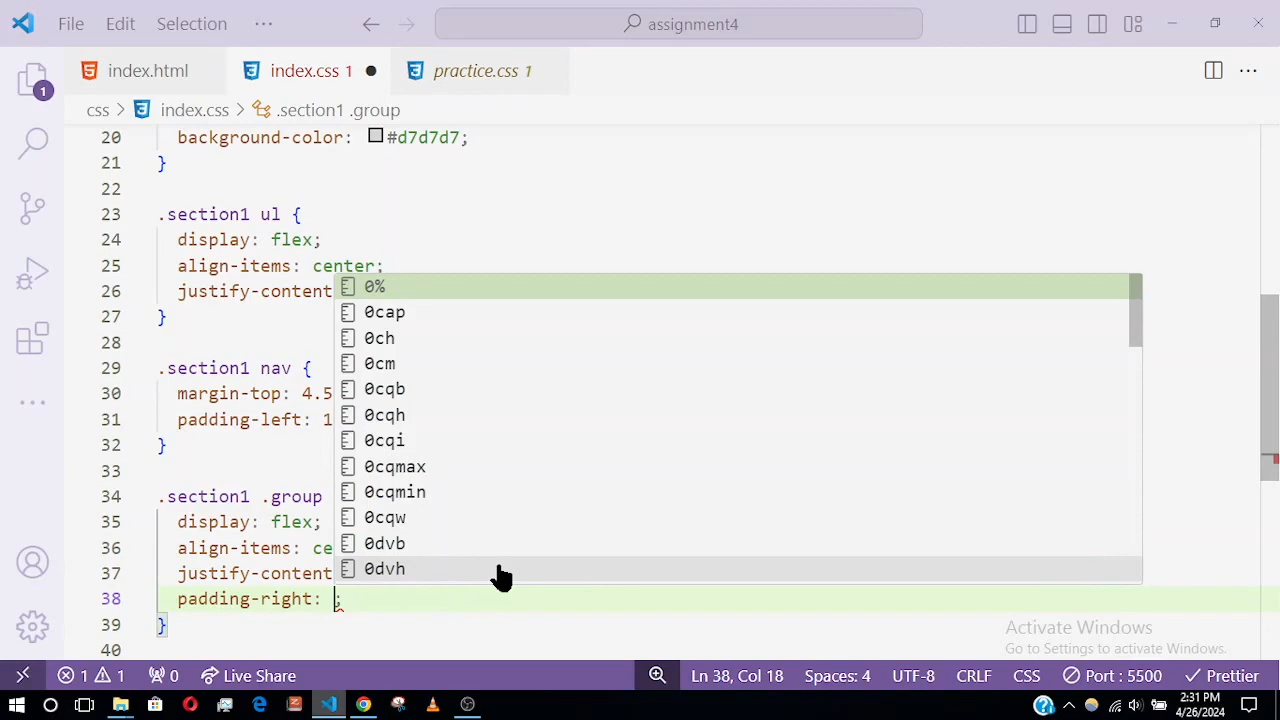 File Edit Selection ··· assignment4
index.html index.css 1 practice.css 1
css > index.css > .section1 .group
20 background-color: #d7d7d7;
21 }
22
23 .section1 ul {
24 display: flex;
25 align-items: center;
26 justify-content
27 }
28
29 .section1 nav {
30 margin-top: 4.5
31 padding-left: 1
32 }
33
34 .section1 .group
35 display: flex;
36 align-items: ce
37 justify-content
38 padding-right: ;
39 }
40
0%
0cap
0ch
0cm
0cqb
0cqh
0cqi
0cqmax
0cqmin
0cqw
0dvb
0dvh
1
Activate Windows
Go to Settings to activate Windows.
1 1 0 Live Share Ln 38, Col 18 Spaces: 4 UTF-8 CRLF CSS Port : 5500 Prettier
2:31 PM
4/26/2024